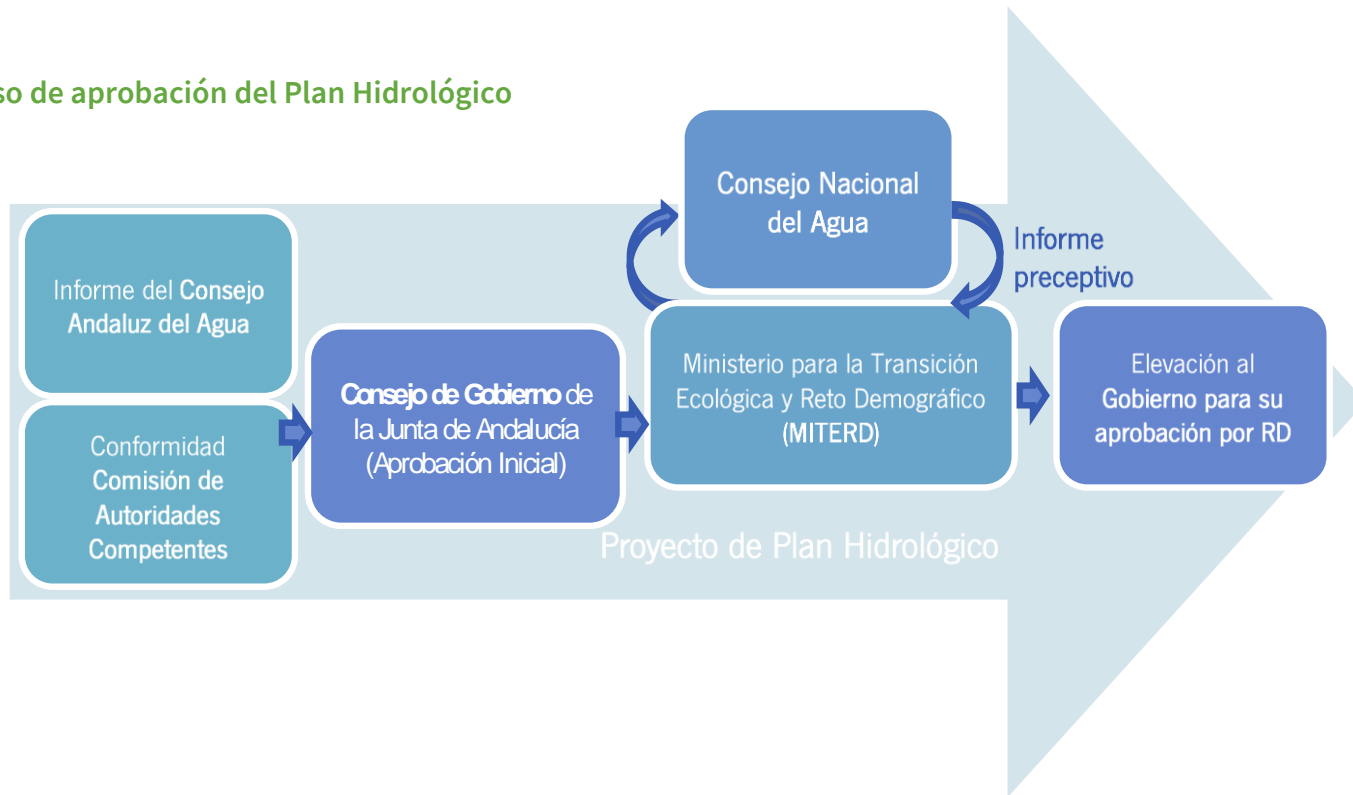 so de aprobación del Plan Hidrológico
Consejo Nacional
del Agua
Informe
preceptivo
Informe del Consejo
Andaluz del Agua
Conformidad
Comisión de
Autoridades
Competentes
Consejo de Gobierno de
la Junta de Andalucía
(Aprobación Inicial)
Ministerio para la Transición
Ecológica y Reto Demográfico
(MITERD)
Elevación al
Gobierno para su
aprobación por RD
Proyecto de Plan Hidrológico